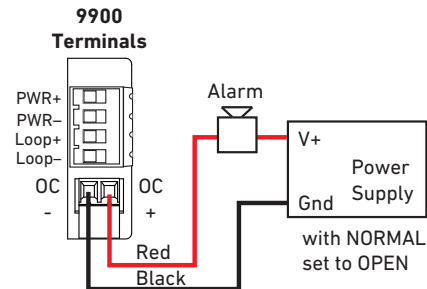 9900
Terminals
PWR+
PWR–
Loop+
Loop–
OC
OC
-
+
Alarm
V+
Power
Supply
Gnd
with NORMAL
set to OPEN
Red
Black